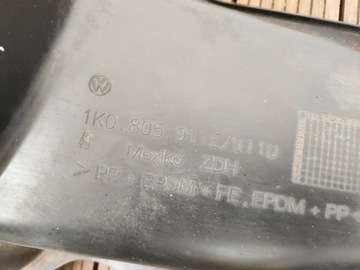 1K0.805.911E/911D
Mexiko ZDH
>PP+EPDM<PE,EPDM+PP